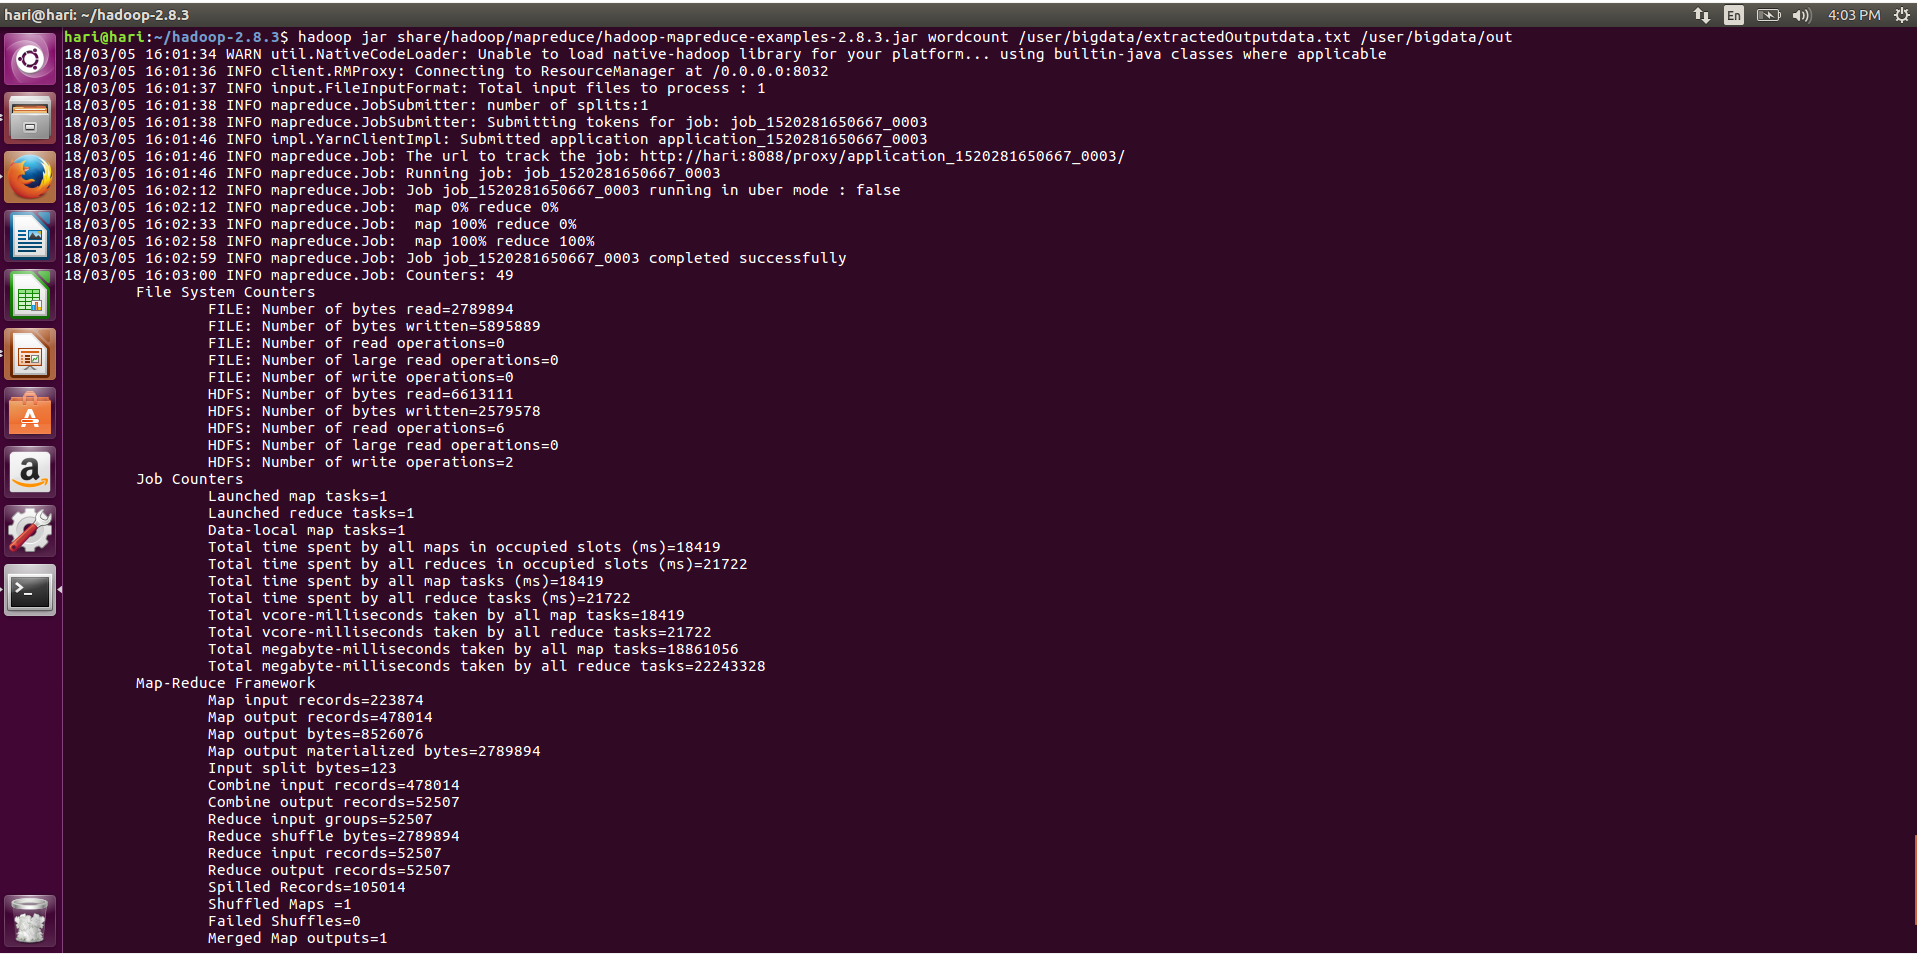 hari@hari: ~/hadoop-2.8.3
En
4:03 PM
hari@hari:~/hadoop-2.8.3$ hadoop jar share/hadoop/mapreduce/hadoop-mapreduce-examples-2.8.3.jar wordcount /user/bigdata/extractedOutputdata.txt /user/bigdata/out
18/03/05 16:01:34 WARN util.NativeCodeLoader: Unable to load native-hadoop library for your platform... using builtin-java classes where applicable
18/03/05 16:01:36 INFO client.RMProxy: Connecting to ResourceManager at /0.0.0.0:8032
18/03/05 16:01:37 INFO input.FileInputFormat: Total input files to process : 1
18/03/05 16:01:38 INFO mapreduce.JobSubmitter: number of splits:1
18/03/05 16:01:38 INFO mapreduce.JobSubmitter: Submitting tokens for job: job_1520281650667_0003
18/03/05 16:01:46 INFO impl.YarnClientImpl: Submitted application application_1520281650667_0003
18/03/05 16:01:46 INFO mapreduce.Job: The url to track the job: http://hari:8088/proxy/application_1520281650667_0003/
18/03/05 16:01:46 INFO mapreduce.Job: Running job: job_1520281650667_0003
18/03/05 16:02:12 INFO mapreduce.Job: Job job_1520281650667_0003 running in uber mode : false
18/03/05 16:02:12 INFO mapreduce.Job:  map 0% reduce 0%
18/03/05 16:02:33 INFO mapreduce.Job:  map 100% reduce 0%
18/03/05 16:02:58 INFO mapreduce.Job:  map 100% reduce 100%
18/03/05 16:02:59 INFO mapreduce.Job: Job job_1520281650667_0003 completed successfully
18/03/05 16:03:00 INFO mapreduce.Job: Counters: 49
File System Counters
FILE: Number of bytes read=2789894
FILE: Number of bytes written=5895889
FILE: Number of read operations=0
FILE: Number of large read operations=0
FILE: Number of write operations=0
HDFS: Number of bytes read=6613111
HDFS: Number of bytes written=2579578
HDFS: Number of read operations=6
HDFS: Number of large read operations=0
HDFS: Number of write operations=2
Job Counters
Launched map tasks=1
Launched reduce tasks=1
Data-local map tasks=1
Total time spent by all maps in occupied slots (ms)=18419
Total time spent by all reduces in occupied slots (ms)=21722
Total time spent by all map tasks (ms)=18419
Total time spent by all reduce tasks (ms)=21722
Total vcore-milliseconds taken by all map tasks=18419
Total vcore-milliseconds taken by all reduce tasks=21722
Total megabyte-milliseconds taken by all map tasks=18861056
Total megabyte-milliseconds taken by all reduce tasks=22243328
Map-Reduce Framework
Map input records=223874
Map output records=478014
Map output bytes=8526076
Map output materialized bytes=2789894
Input split bytes=123
Combine input records=478014
Combine output records=52507
Reduce input groups=52507
Reduce shuffle bytes=2789894
Reduce input records=52507
Reduce output records=52507
Spilled Records=105014
Shuffled Maps =1
Failed Shuffles=0
Merged Map outputs=1